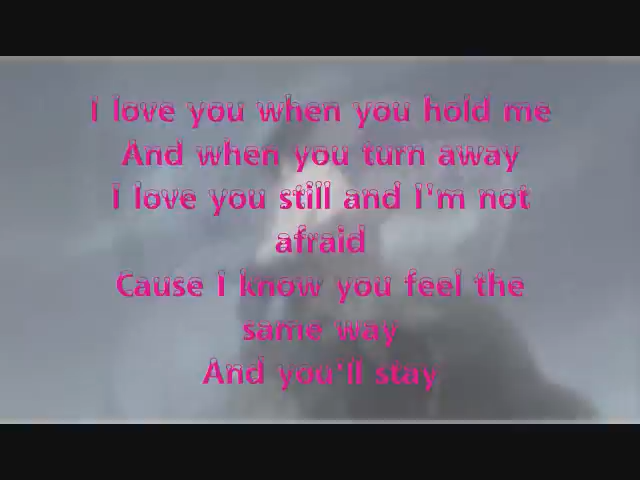 I love you when you hold me
And when you turn away
I love you still and I'm not
afraid
Cause I know you feel the
same way
And you'll stay